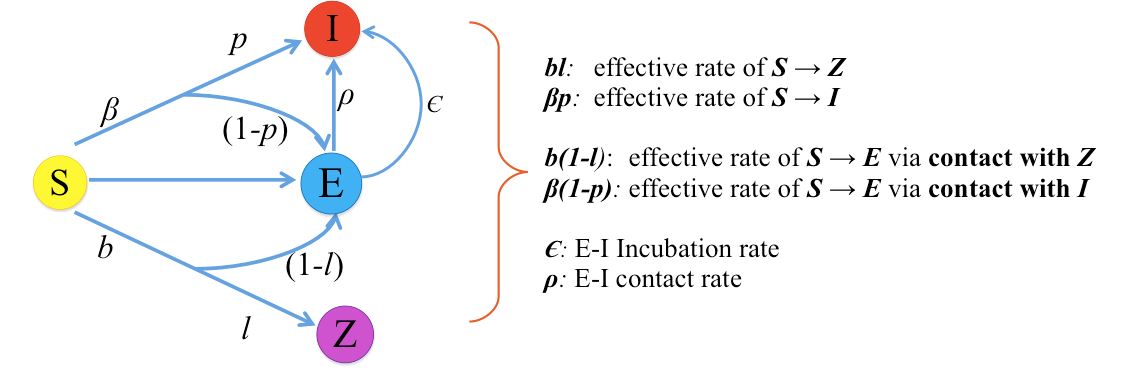 I
p
β
ρ
ϵ
(1-p)
S
E
b
(1-l)
l
Z
bl: effective rate of S → Z
βp: effective rate of S → I
b(1-l): effective rate of S → E via contact with Z
β(1-p): effective rate of S → E via contact with I
ϵ: E-I Incubation rate
ρ: E-I contact rate